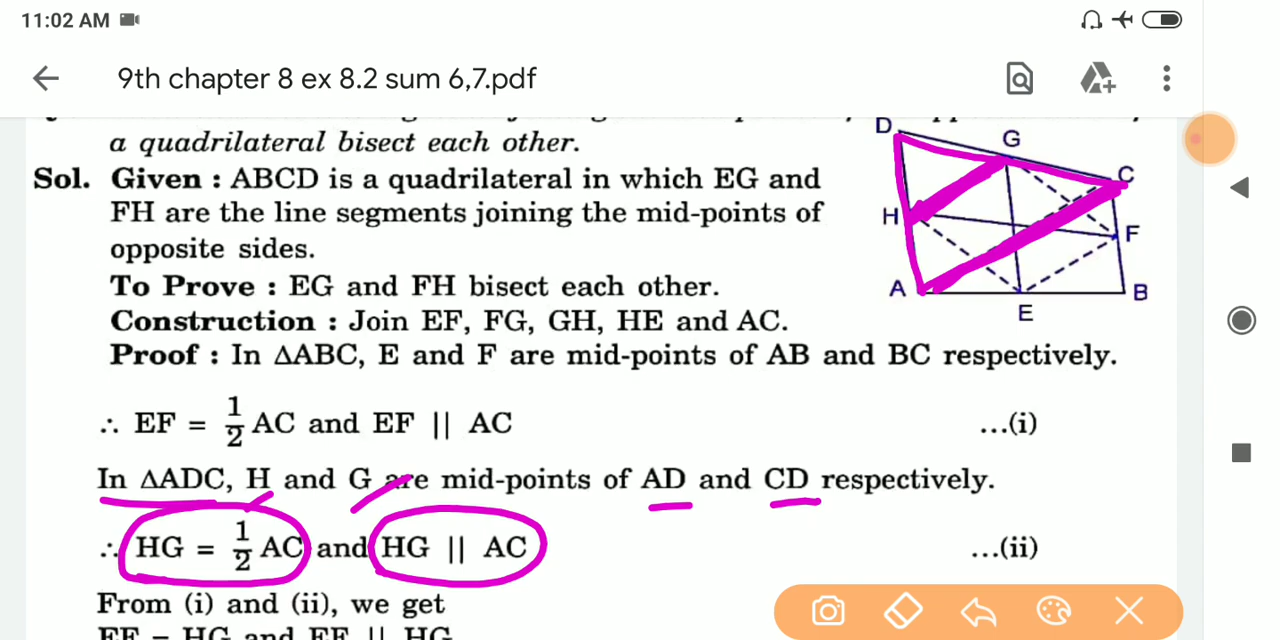 11:02 AM
9th chapter 8 ex 8.2 sum 6,7.pdf
a quadrilateral bisect each other.
Sol. Given : ABCD is a quadrilateral in which EG and
FH are the line segments joining the mid-points of
opposite sides.
To Prove : EG and FH bisect each other.
Construction : Join EF, FG, GH, HE and AC.
Proof : In ΔABC, E and F are mid-points of AB and BC respectively.
∴ EF = 1/2 AC and EF || AC ...(i)
In ΔADC, H and G are mid-points of AD and CD respectively.
∴ HG = 1/2 AC and HG || AC ...(ii)
From (i) and (ii), we get
EF = HG and EF || HG
D
G
C
H
F
A
B
E